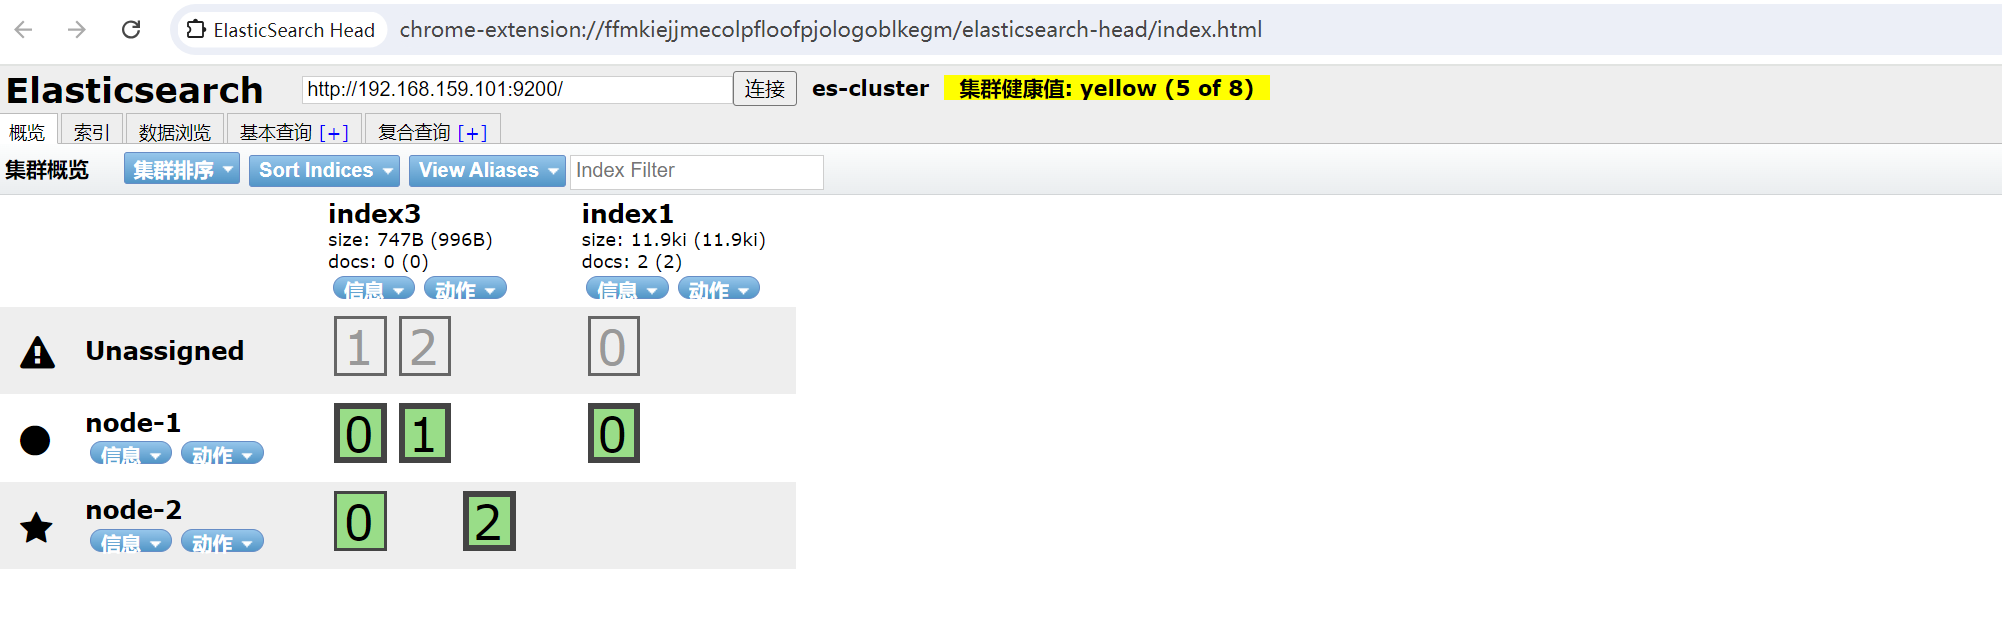 ElasticSearch Head chrome-extension://ffmkiejjmecolpfloofpjologoblkegm/elasticsearch-head/index.html
Elasticsearch http://192.168.159.101:9200/ 连接 es-cluster 集群健康值: yellow (5 of 8)
概览 索引 数据浏览 基本查询 [+] 复合查询 [+]
集群概览 集群排序 Sort Indices View Aliases Index Filter
index3 index1
size: 747B (996B) size: 11.9ki (11.9ki)
docs: 0 (0) docs: 2 (2)
信息 动作 信息 动作
Unassigned 1 2 0
node-1 0 1 0
信息 动作
node-2 0 2
信息 动作